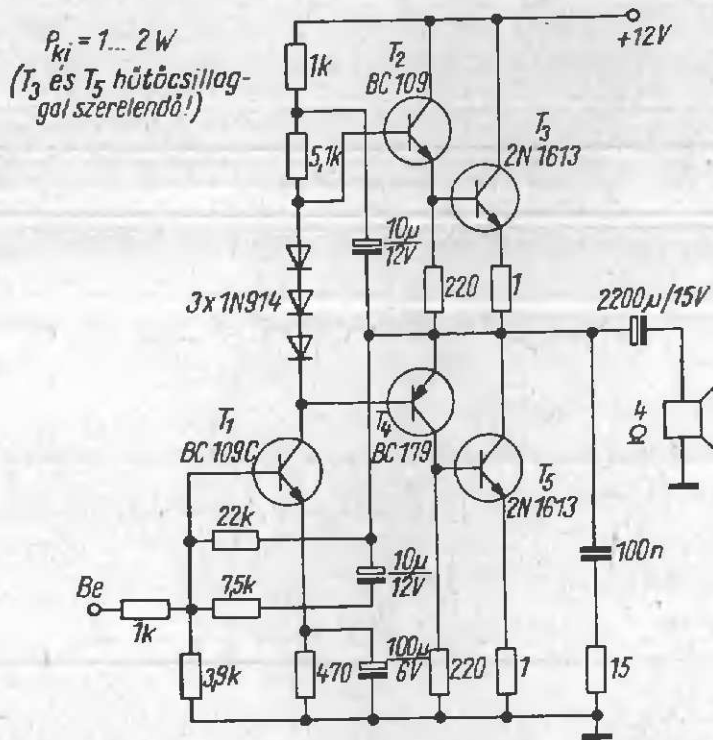 P_ki = 1... 2 W
(T3 és T5 hűtőcsillag-
gal szerelendő!)
1k
5,1k
T2
BC 109
T3
2N 1613
+12V
10μ
12V
220
1
2200μ/15V
3x1N914
T1
BC 109C
T4
BC 179
T5
2N 1613
4
Ω
22k
10μ
12V
100n
Be
1k
7,5k
3,9k
470
100μ
6V
220
1
15